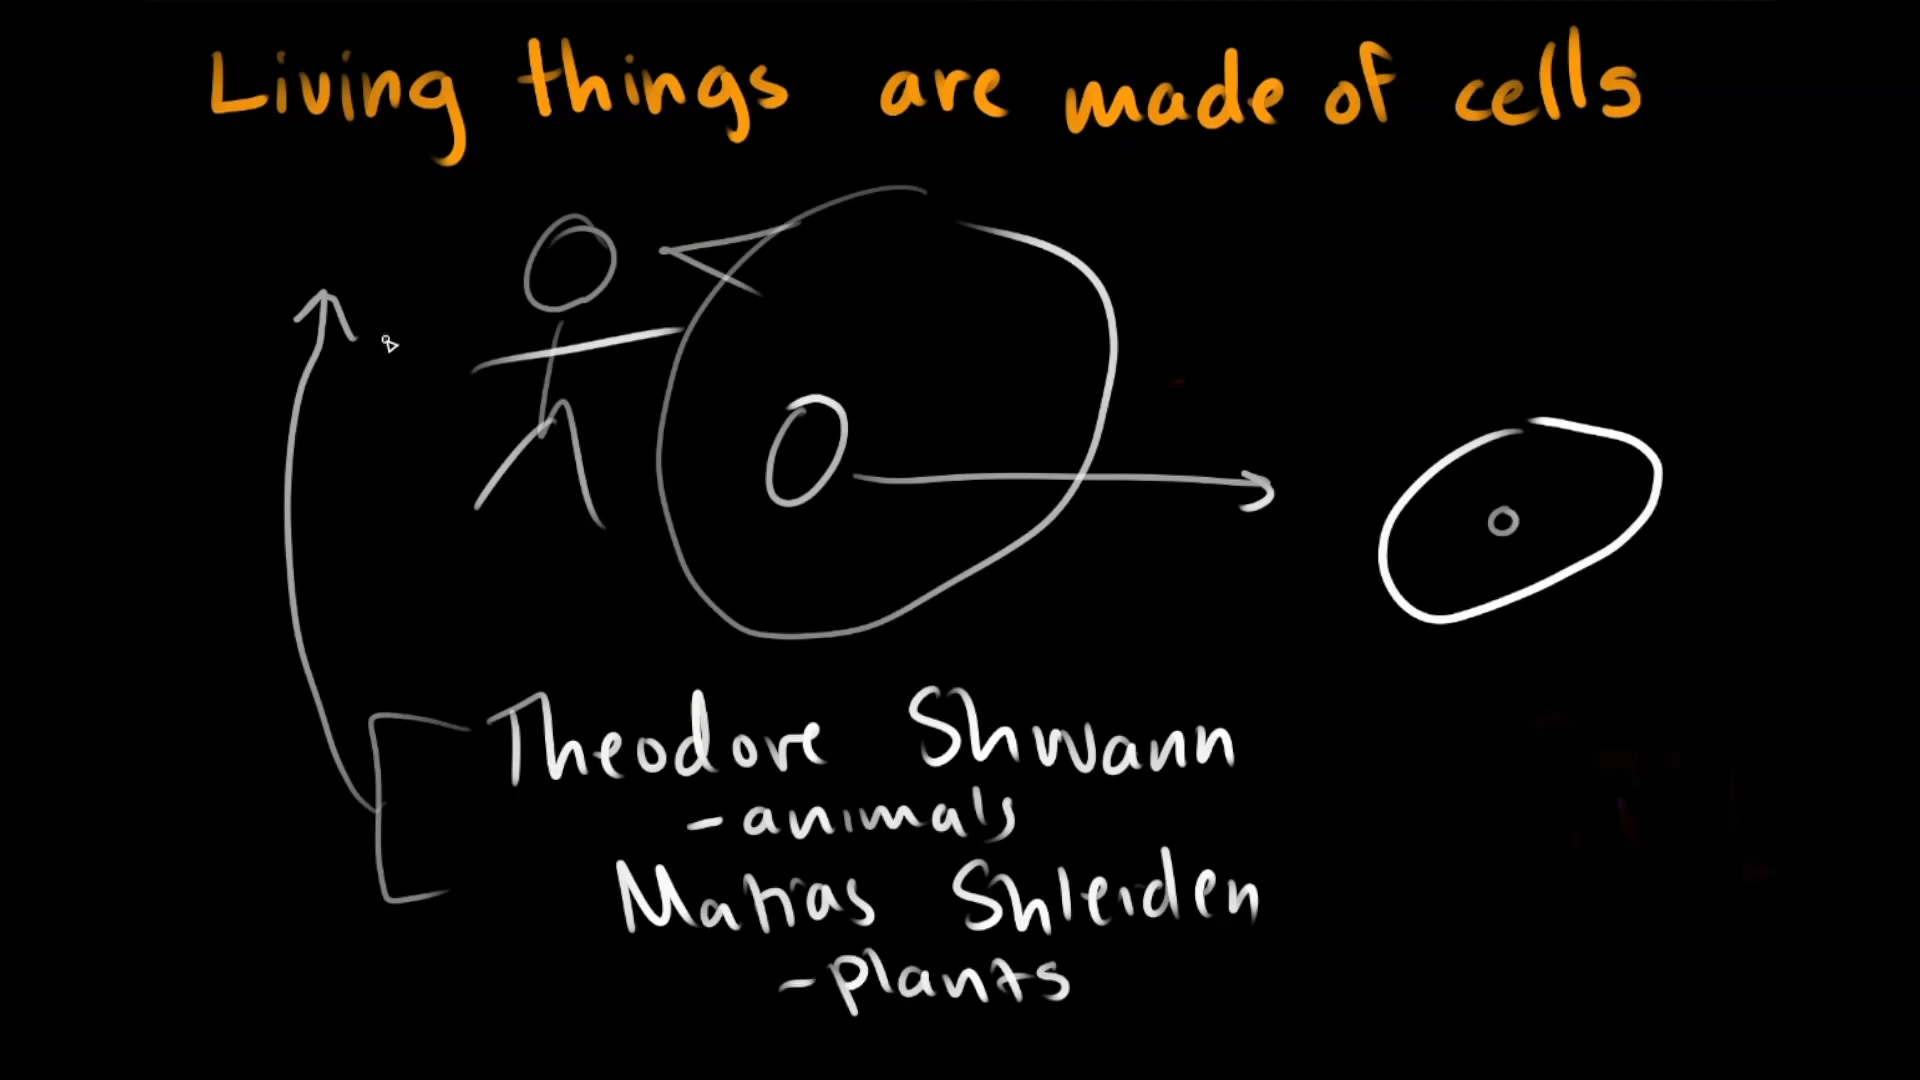 Living things are made of cells
Theodore Shwann
- animals
Matias Shleiden
- plants